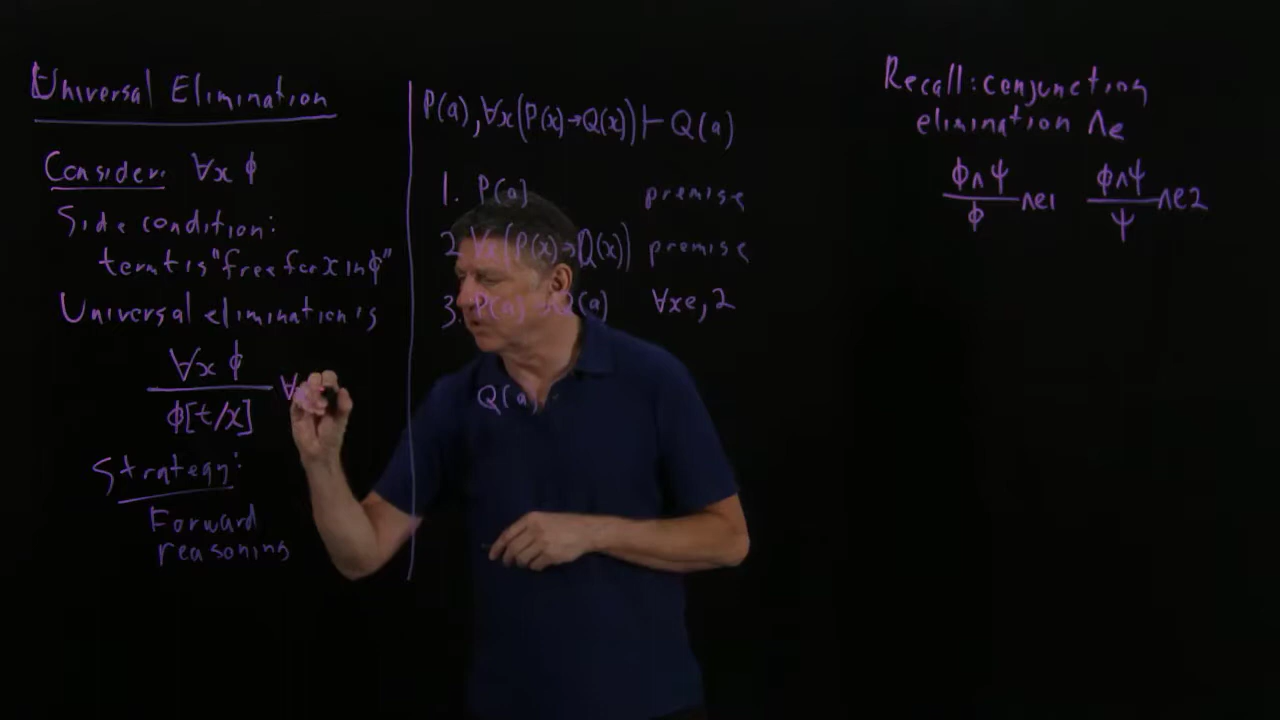 Universal Elimination
Consider: ∀x ϕ
Side condition:
term t is "free for x in ϕ"
Universal elimination is
∀x ϕ
ϕ[t/x]
∀
Strategy:
Forward
reasoning
P(a), ∀x(P(x)→Q(x)) ⊢ Q(a)
1. P(a) premise
2. ∀x(P(x)→Q(x)) premise
3. P(a)→Q(a) ∀xe, 2
Q(a)
Recall: conjunction
elimination ∧e
ϕ∧ψ
ϕ
∧e1
ϕ∧ψ
ψ
∧e2